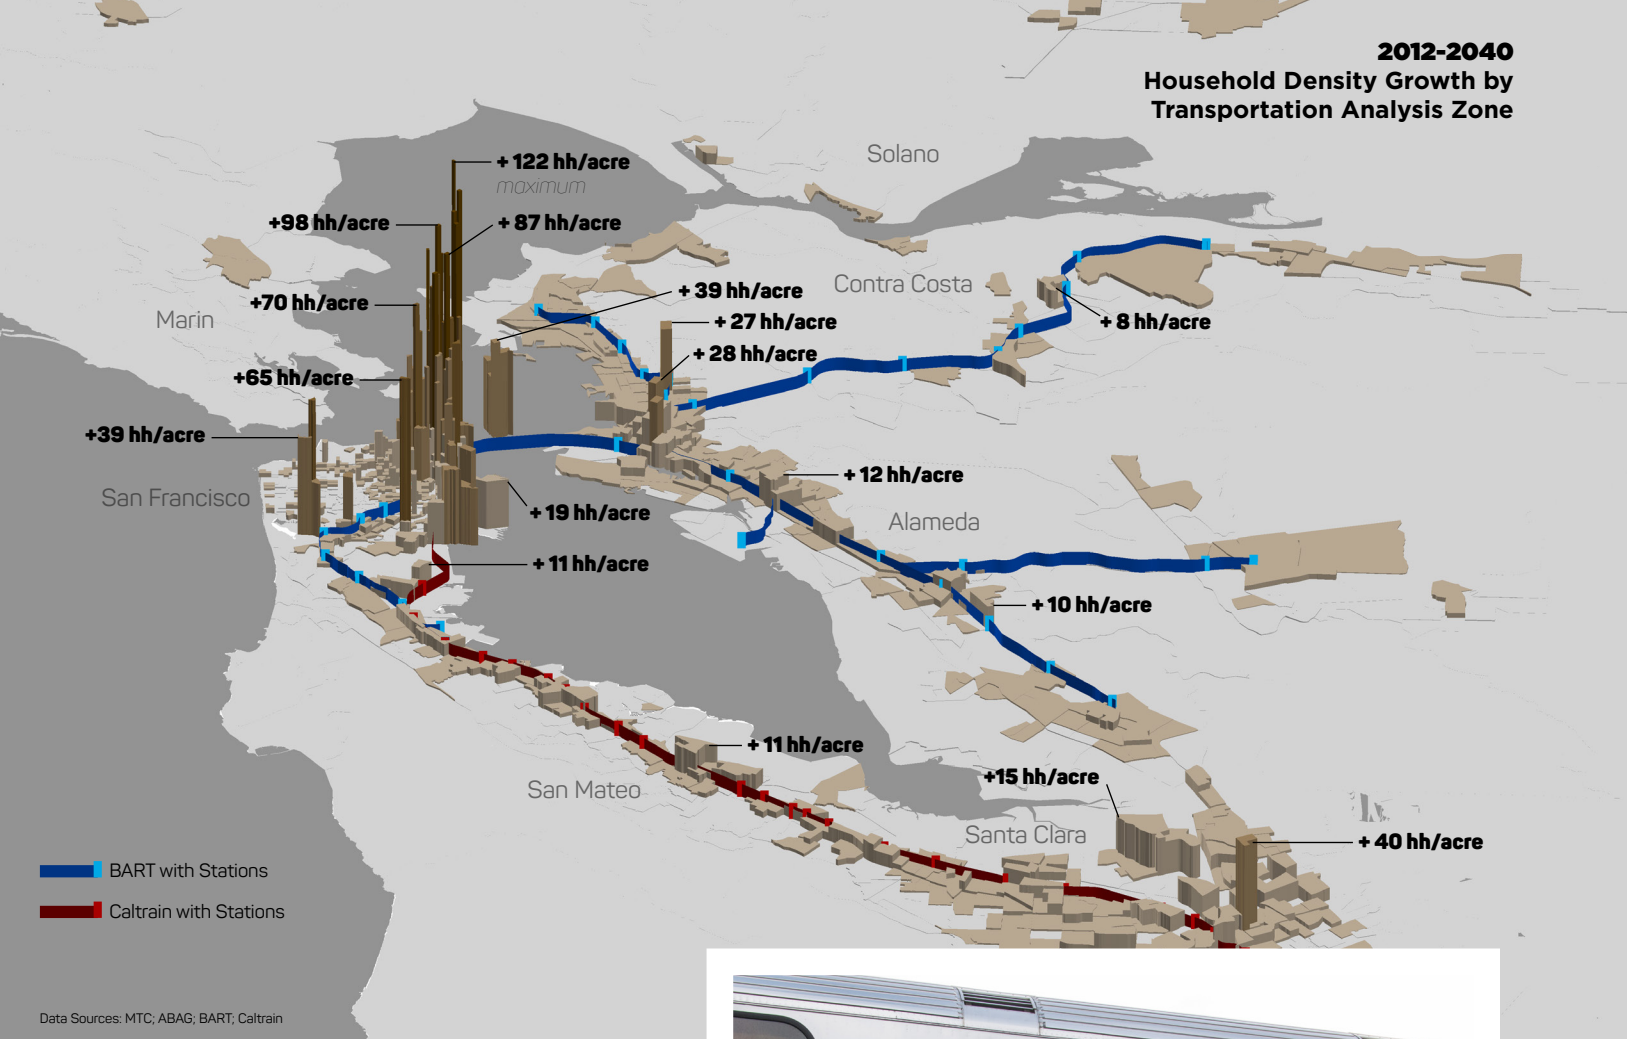 2012-2040
Household Density Growth by
Transportation Analysis Zone
Solano
+ 122 hh/acre
maximum
+98 hh/acre
+ 87 hh/acre
Contra Costa
+ 39 hh/acre
+70 hh/acre
Marin
+ 27 hh/acre
+ 8 hh/acre
+ 28 hh/acre
+65 hh/acre
+39 hh/acre
+ 12 hh/acre
San Francisco
+ 19 hh/acre
Alameda
+ 11 hh/acre
+ 10 hh/acre
+ 11 hh/acre
+15 hh/acre
San Mateo
Santa Clara
+ 40 hh/acre
BART with Stations
Caltrain with Stations
Data Sources: MTC; ABAG; BART; Caltrain